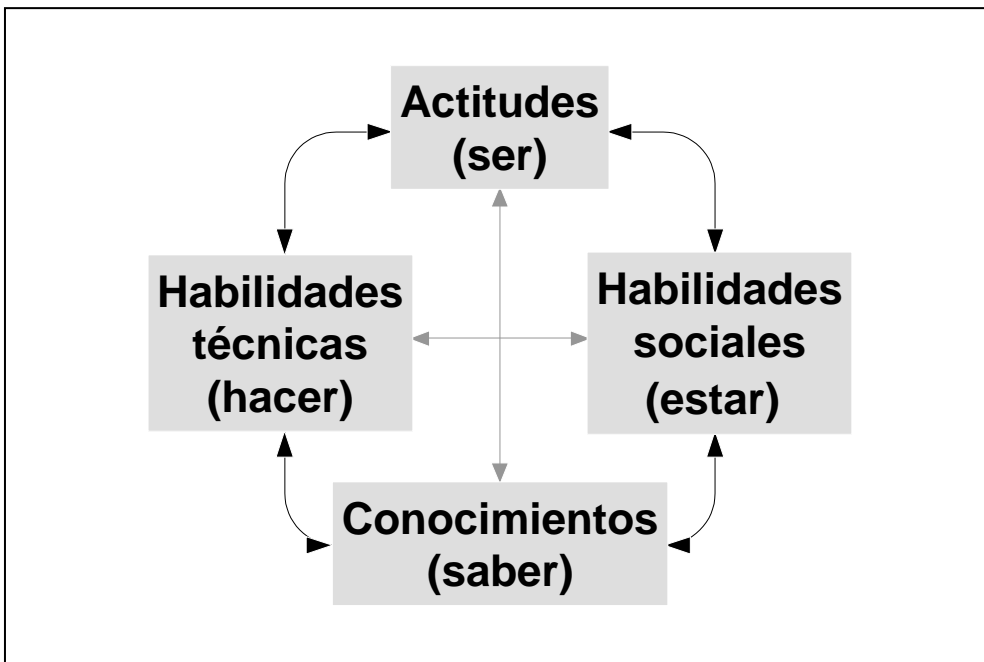 Actitudes
(ser)
Habilidades
técnicas
(hacer)
Habilidades
sociales
(estar)
Conocimientos
(saber)